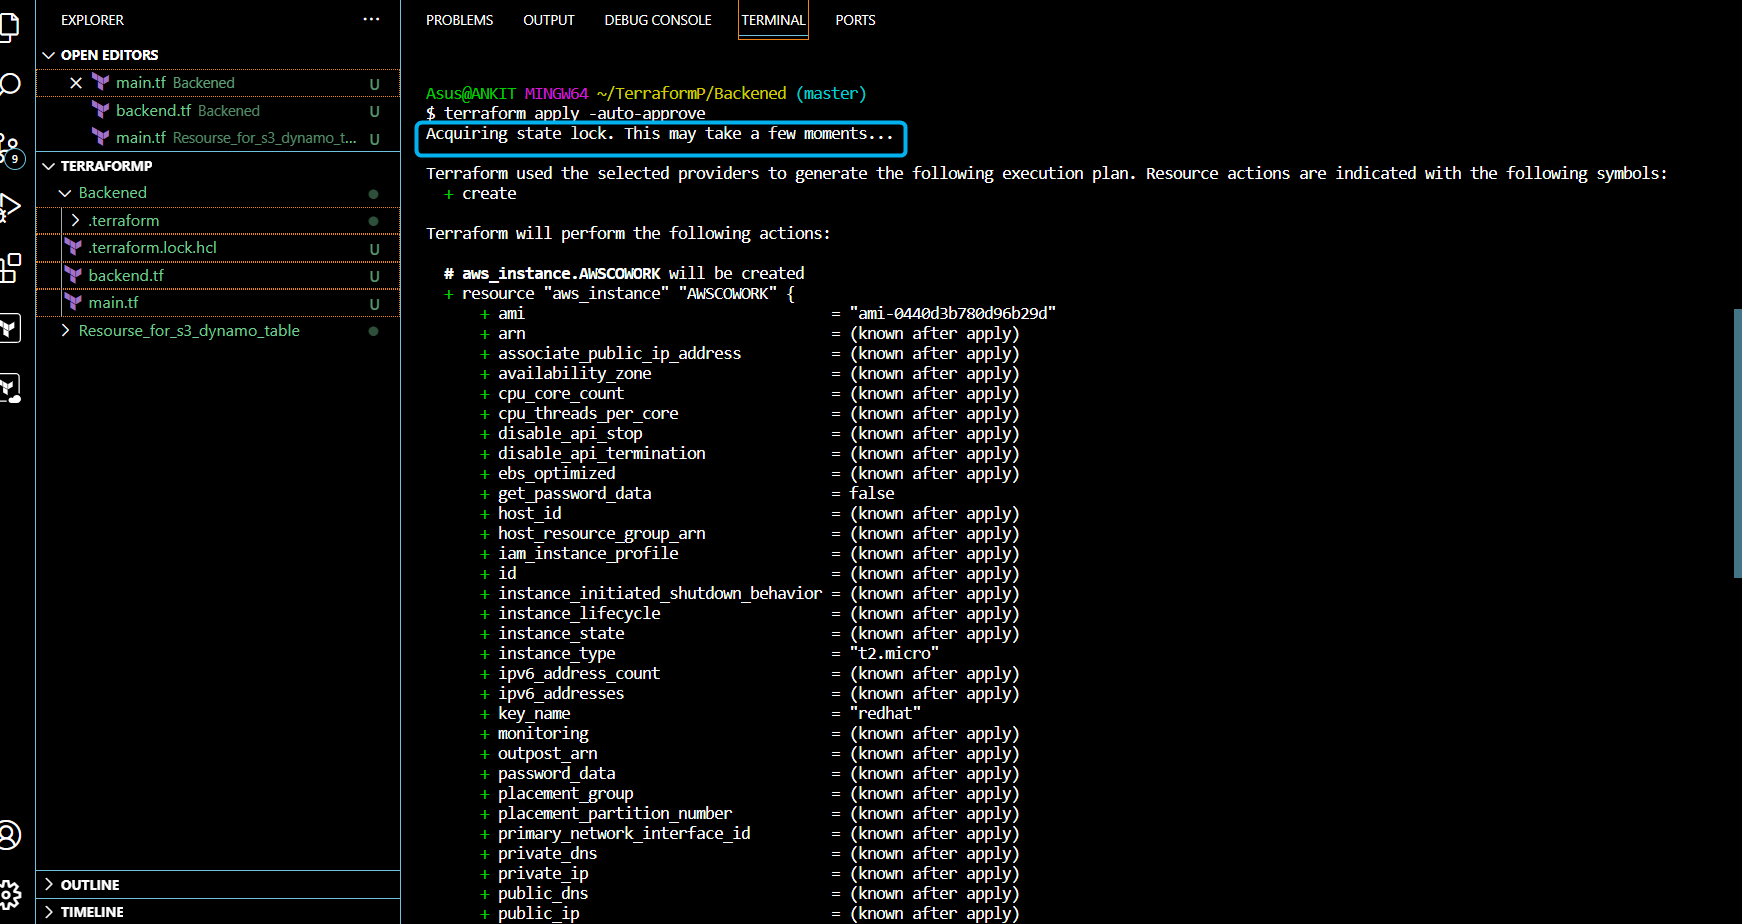 EXPLORER
OPEN EDITORS
main.tf Backened U
backend.tf Backened U
main.tf Resourse_for_s3_dynamo_t... U
9
TERRAFORMP
Backened
.terraform
.terraform.lock.hcl U
backend.tf U
main.tf U
Resourse_for_s3_dynamo_table
OUTLINE
TIMELINE
PROBLEMS OUTPUT DEBUG CONSOLE TERMINAL PORTS
Asus@ANKIT MINGW64 ~/TerraformP/Backened (master)
$ terraform apply -auto-approve
Acquiring state lock. This may take a few moments...
Terraform used the selected providers to generate the following execution plan. Resource actions are indicated with the following symbols:
+ create
Terraform will perform the following actions:
# aws_instance.AWSCOWORK will be created
+ resource "aws_instance" "AWSCOWORK" {
+ ami = "ami-0440d3b780d96b29d"
+ arn = (known after apply)
+ associate_public_ip_address = (known after apply)
+ availability_zone = (known after apply)
+ cpu_core_count = (known after apply)
+ cpu_threads_per_core = (known after apply)
+ disable_api_stop = (known after apply)
+ disable_api_termination = (known after apply)
+ ebs_optimized = (known after apply)
+ get_password_data = false
+ host_id = (known after apply)
+ host_resource_group_arn = (known after apply)
+ iam_instance_profile = (known after apply)
+ id = (known after apply)
+ instance_initiated_shutdown_behavior = (known after apply)
+ instance_lifecycle = (known after apply)
+ instance_state = (known after apply)
+ instance_type = "t2.micro"
+ ipv6_address_count = (known after apply)
+ ipv6_addresses = (known after apply)
+ key_name = "redhat"
+ monitoring = (known after apply)
+ outpost_arn = (known after apply)
+ password_data = (known after apply)
+ placement_group = (known after apply)
+ placement_partition_number = (known after apply)
+ primary_network_interface_id = (known after apply)
+ private_dns = (known after apply)
+ private_ip = (known after apply)
+ public_dns = (known after apply)
+ public_ip = (known after apply)